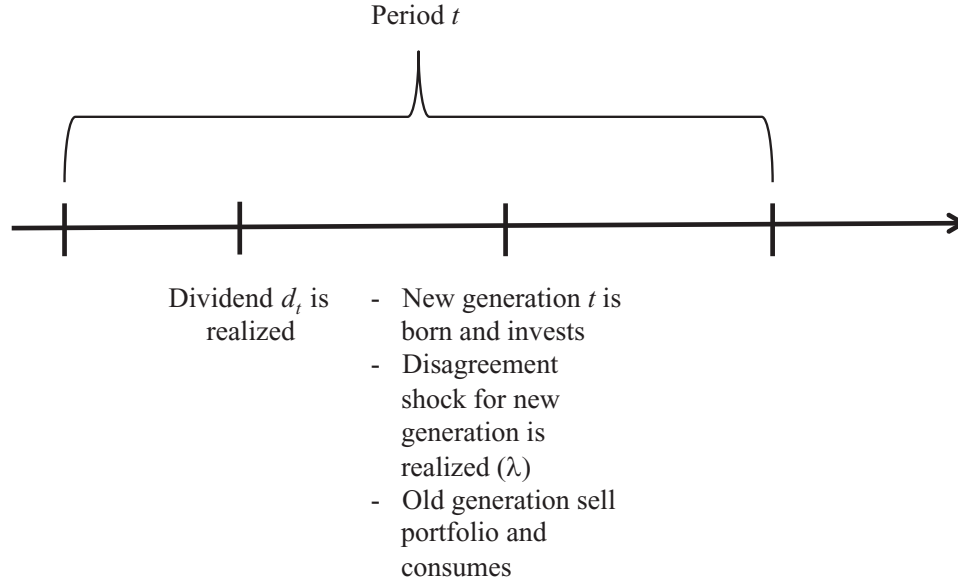 Period t
Dividend dₜ is
realized
- New generation t is
born and invests
- Disagreement
shock for new
generation is
realized (λ)
- Old generation sell
portfolio and
consumes